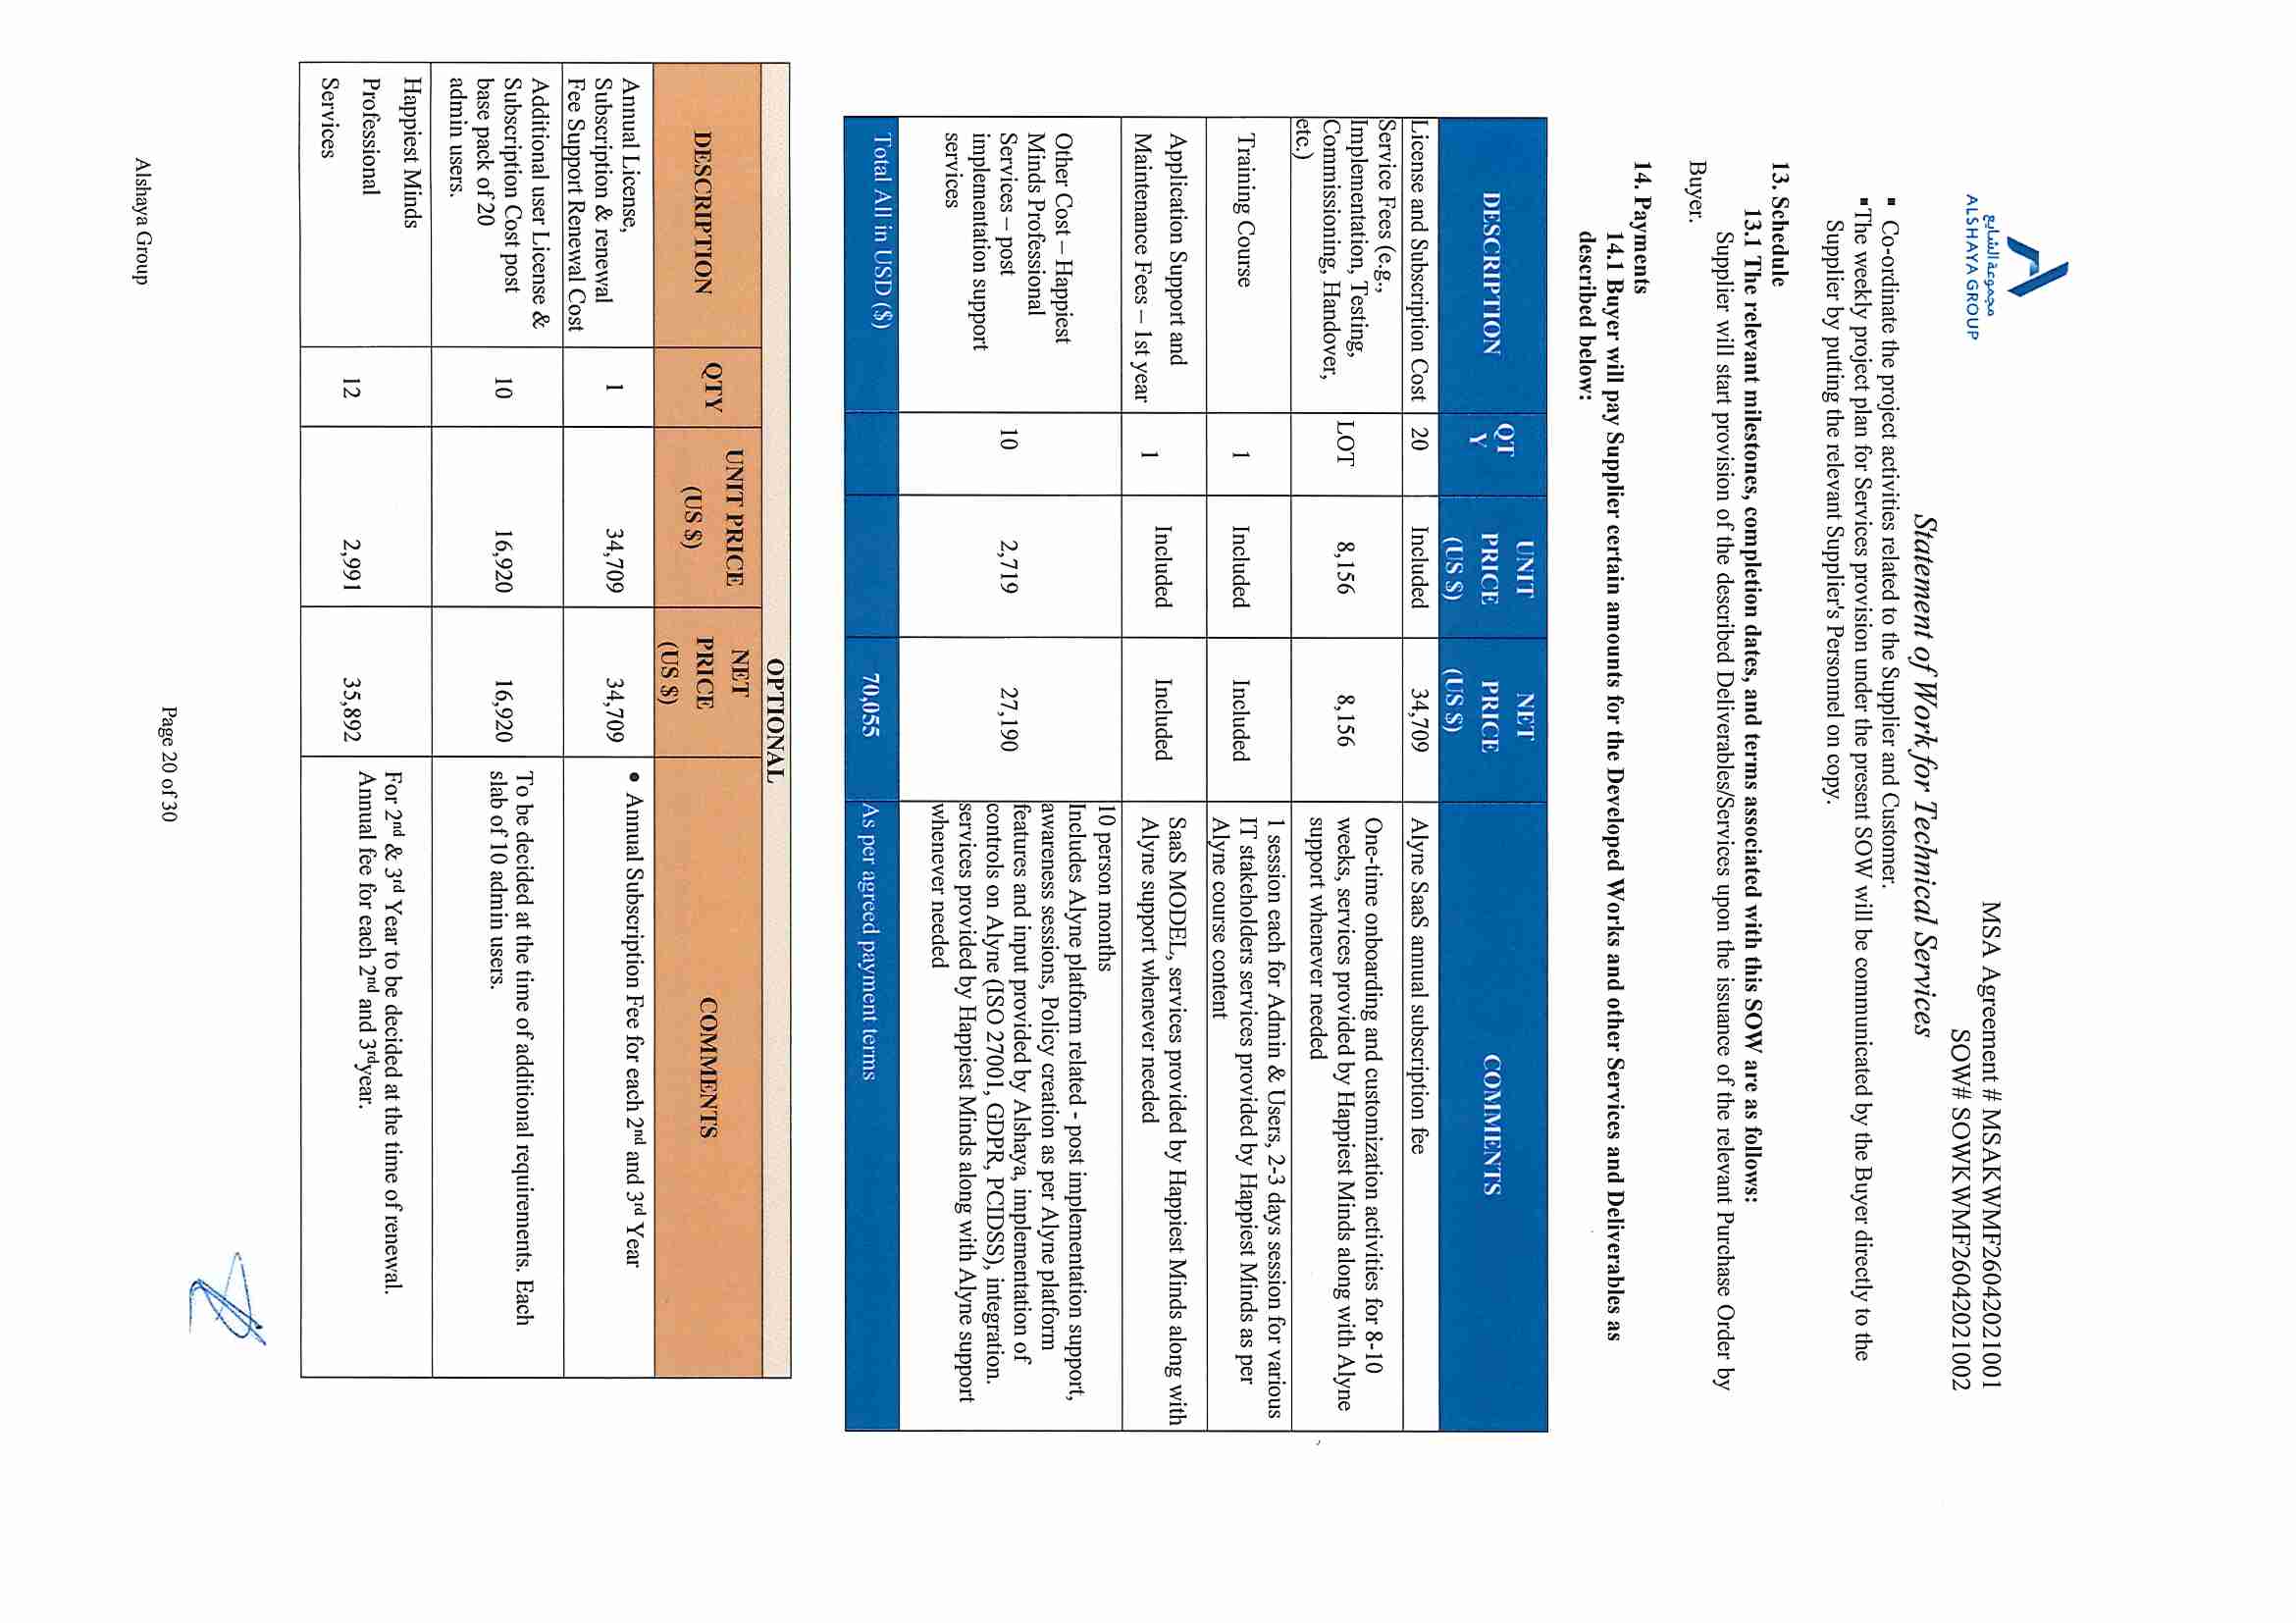 مجموعة الشايع
ALSHAYA GROUP
MSA Agreement # MSAKWMF26042021001
SOW# SOWKWMF26042021002
Statement of Work for Technical Services
▪ Co-ordinate the project activities related to the Supplier and Customer.
▪The weekly project plan for Services provision under the present SOW will be communicated by the Buyer directly to the
Supplier by putting the relevant Supplier's Personnel on copy.
13. Schedule
13.1 The relevant milestones, completion dates, and terms associated with this SOW are as follows:
Supplier will start provision of the described Deliverables/Services upon the issuance of the relevant Purchase Order by
Buyer.
14. Payments
14.1 Buyer will pay Supplier certain amounts for the Developed Works and other Services and Deliverables as
described below:
DESCRIPTION
QT
Y
UNIT
PRICE
(US $)
NET
PRICE
(US $)
COMMENTS
License and Subscription Cost
20
Included
34,709
Alyne SaaS annual subscription fee
Service Fees (e.g.,
Implementation, Testing,
Commissioning, Handover,
etc.)
LOT
8,156
8,156
One-time onboarding and customization activities for 8-10
weeks, services provided by Happiest Minds along with Alyne
support whenever needed
Training Course
1
Included
Included
1 session each for Admin & Users, 2-3 days session for various
IT stakeholders services provided by Happiest Minds as per
Alyne course content
Application Support and
Maintenance Fees – 1st year
1
Included
Included
SaaS MODEL, services provided by Happiest Minds along with
Alyne support whenever needed
Other Cost – Happiest
Minds Professional
Services – post
implementation support
services
10
2,719
27,190
10 person months
Includes Alyne platform related - post implementation support,
awareness sessions, Policy creation as per Alyne platform
features and input provided by Alshaya, implementation of
controls on Alyne (ISO 27001, GDPR, PCIDSS), integration.
services provided by Happiest Minds along with Alyne support
whenever needed
Total All in USD ($)
70,055
As per agreed payment terms
OPTIONAL
DESCRIPTION
QTY
UNIT PRICE
(US $)
NET
PRICE
(US $)
COMMENTS
Annual License,
Subscription & renewal
Fee Support Renewal Cost
1
34,709
34,709
• Annual Subscription Fee for each 2nd and 3rd Year
Additional user License &
Subscription Cost post
base pack of 20
admin users.
10
16,920
16,920
To be decided at the time of additional requirements. Each
slab of 10 admin users.
Happiest Minds
Professional
Services
12
2,991
35,892
For 2nd & 3rd Year to be decided at the time of renewal.
Annual fee for each 2nd and 3rdyear.
Page 20 of 30
Alshaya Group